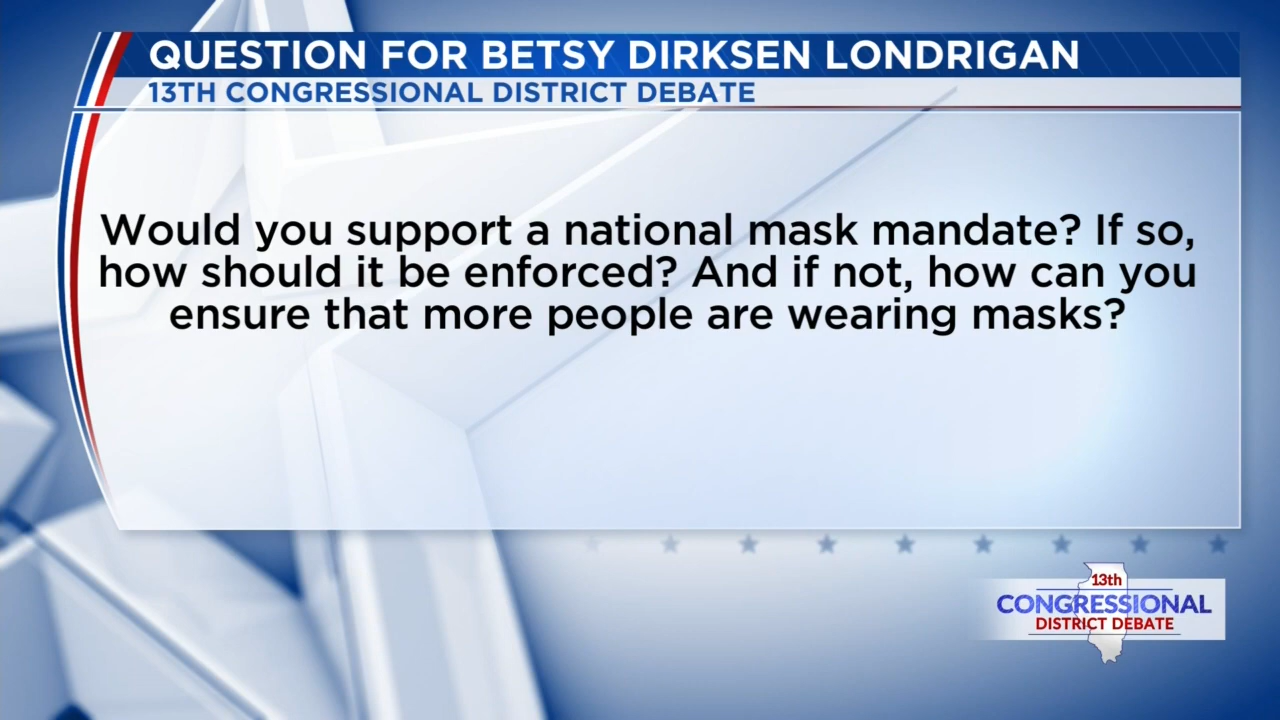 QUESTION FOR BETSY DIRKSEN LONDRIGAN
13TH CONGRESSIONAL DISTRICT DEBATE
Would you support a national mask mandate? If so,
how should it be enforced? And if not, how can you
ensure that more people are wearing masks?
13th
CONGRESSIONAL
DISTRICT DEBATE